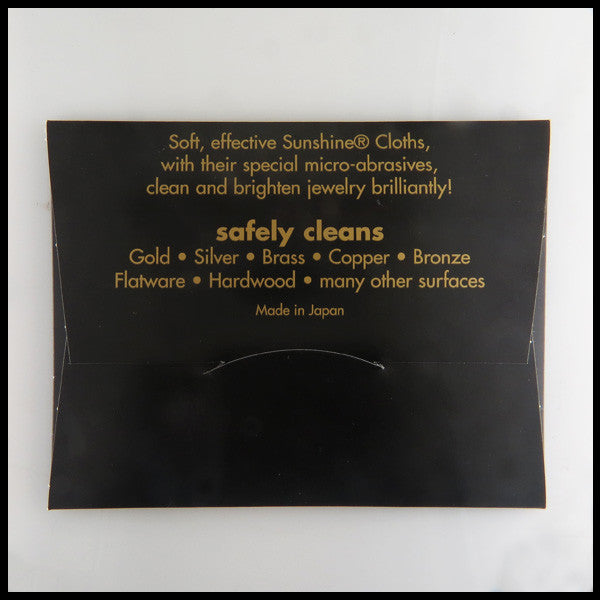 Soft, effective Sunshine® Cloths,
with their special micro-abrasives,
clean and brighten jewelry brilliantly!
safely cleans
Gold • Silver • Brass • Copper • Bronze
Flatware • Hardwood • many other surfaces
Made in Japan